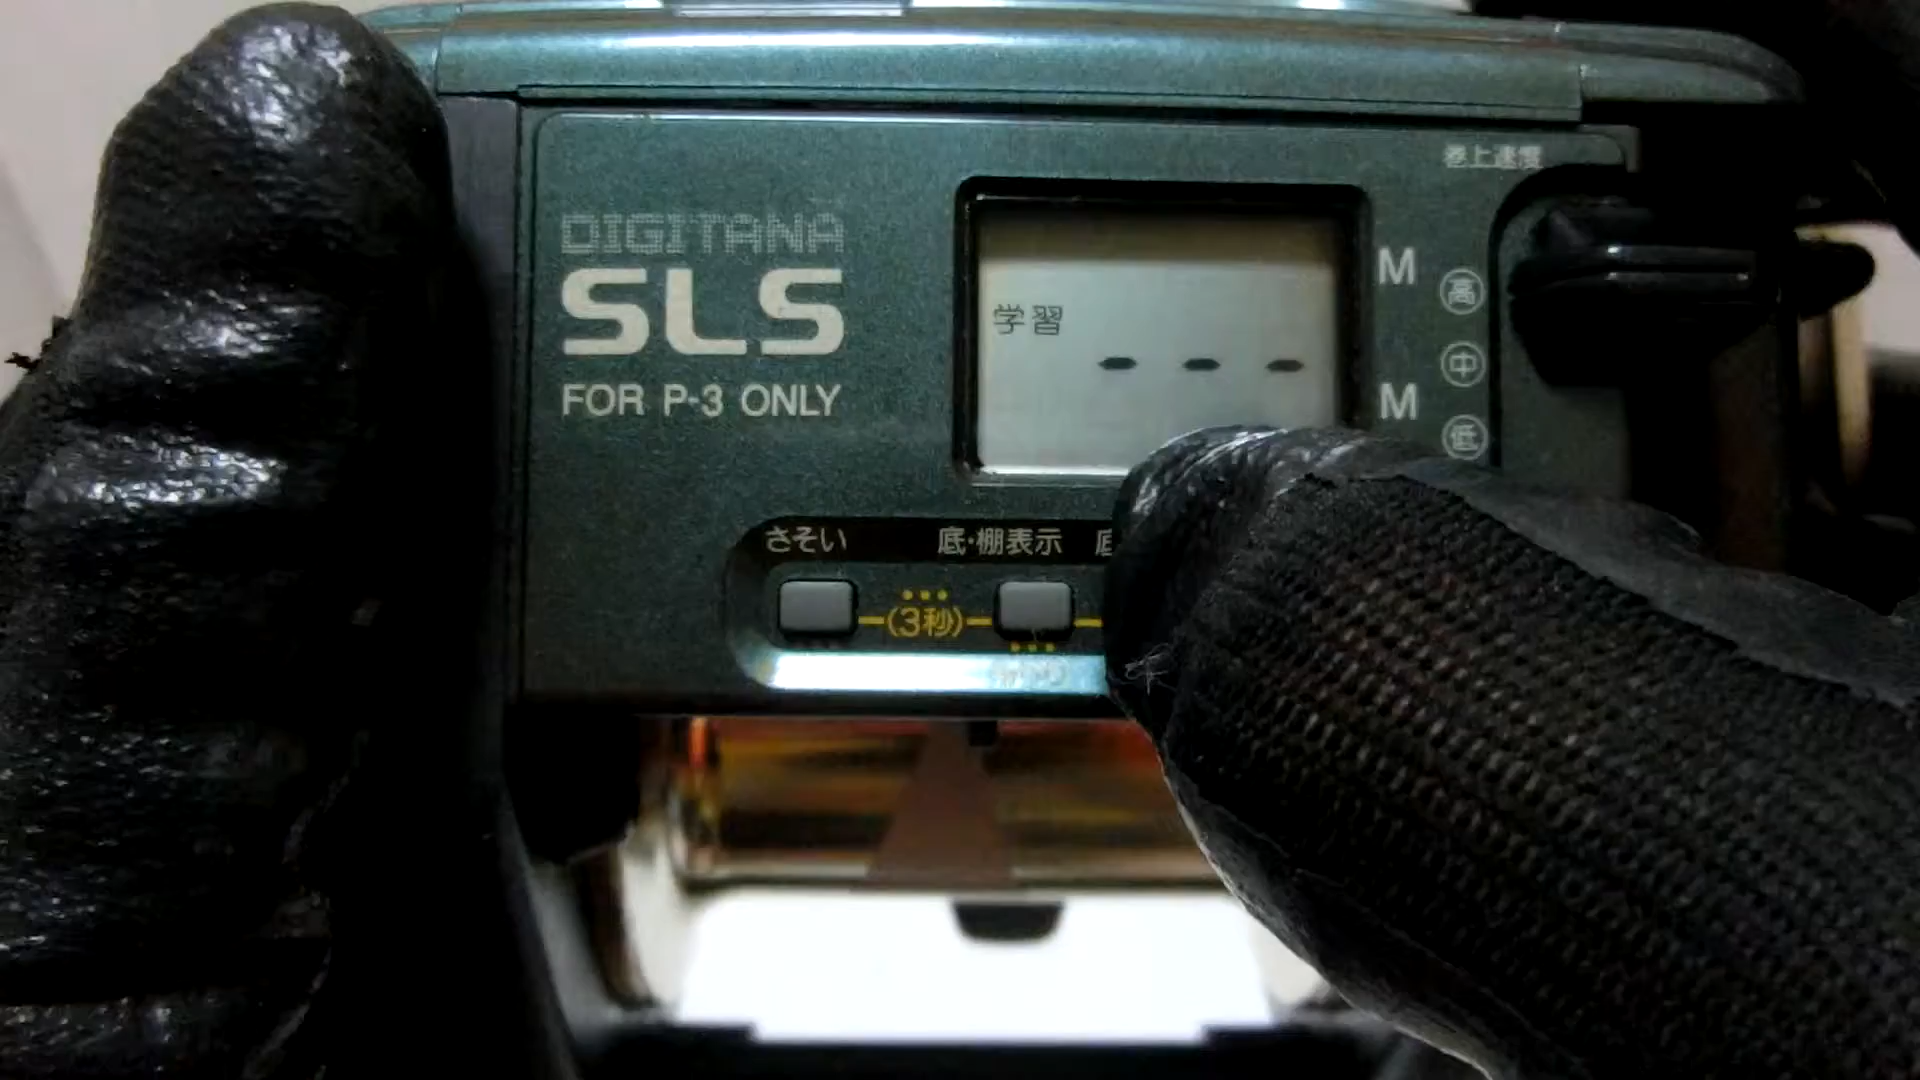 巻上速度
DIGITANA
SLS
FOR P-3 ONLY
学習
- - -
M
高
中
M
低
さそい
底・棚表示
(3秒)